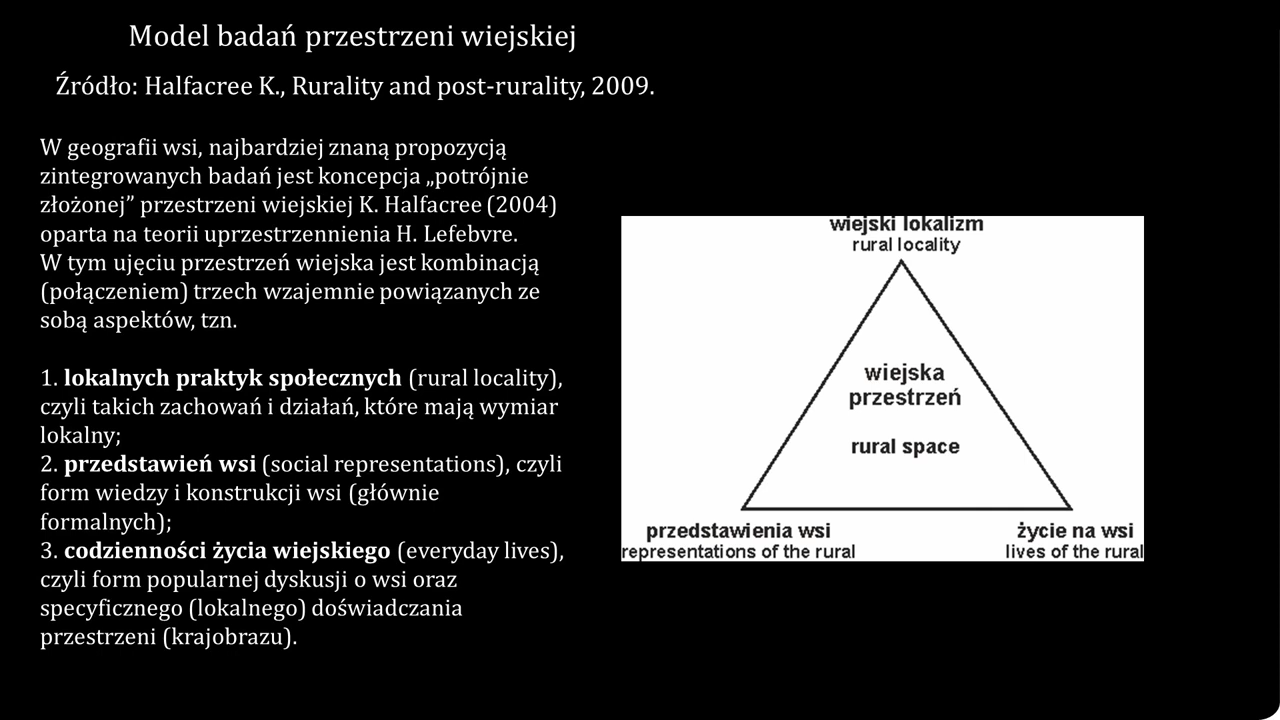 Model badań przestrzeni wiejskiej
Źródło: Halfacree K., Rurality and post-rurality, 2009.
W geografii wsi, najbardziej znaną propozycją
zintegrowanych badań jest koncepcja „potrójnie
złożonej” przestrzeni wiejskiej K. Halfacree (2004)
oparta na teorii uprzestrzennienia H. Lefebvre.
W tym ujęciu przestrzeń wiejska jest kombinacją
(połączeniem) trzech wzajemnie powiązanych ze
sobą aspektów, tzn.
1. lokalnych praktyk społecznych (rural locality),
czyli takich zachowań i działań, które mają wymiar
lokalny;
2. przedstawień wsi (social representations), czyli
form wiedzy i konstrukcji wsi (głównie
formalnych);
3. codzienności życia wiejskiego (everyday lives),
czyli form popularnej dyskusji o wsi oraz
specyficznego (lokalnego) doświadczania
przestrzeni (krajobrazu).
wiejski lokalizm
rural locality
wiejska
przestrzeń
rural space
przedstawienia wsi
representations of the rural
życie na wsi
lives of the rural